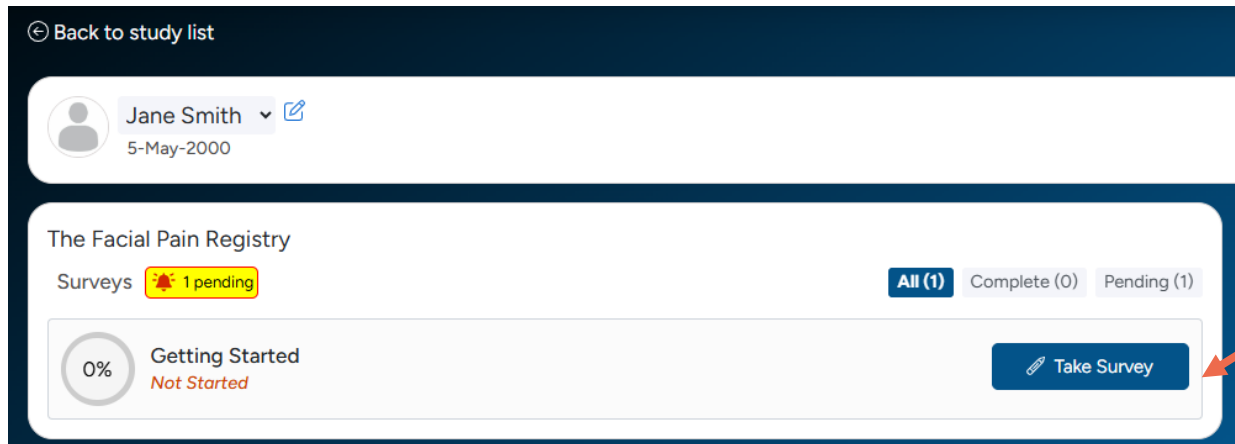 Back to study list
Jane Smith
5-May-2000
The Facial Pain Registry
Surveys 1 pending All (1) Complete (0) Pending (1)
0% Getting Started
Not Started
Take Survey